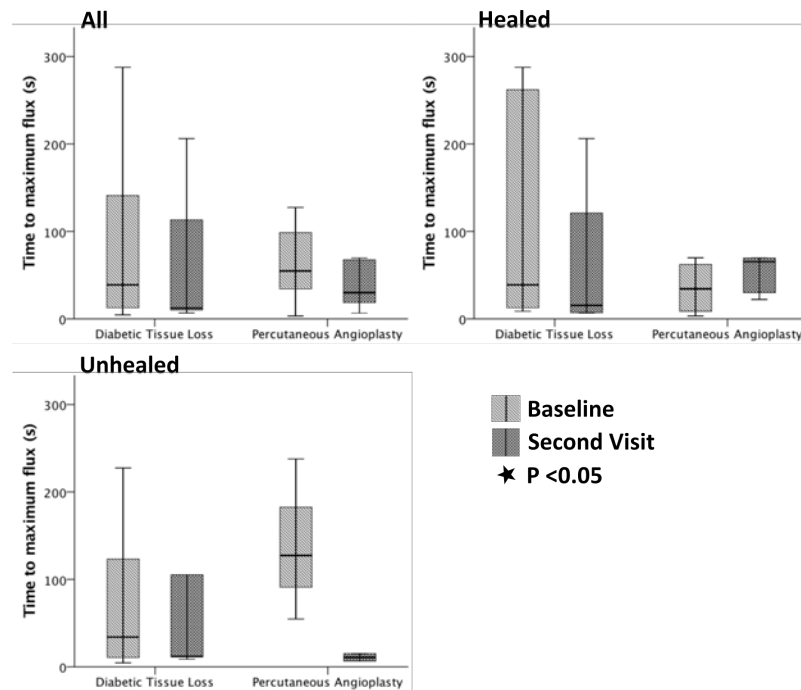 All
Time to maximum flux (s)
300
200
100
0
Diabetic Tissue Loss Percutaneous Angioplasty
Healed
Time to maximum flux (s)
300
200
100
0
Diabetic Tissue Loss Percutaneous Angioplasty
Unhealed
Time to maximum flux (s)
300
200
100
0
Diabetic Tissue Loss Percutaneous Angioplasty
Baseline
Second Visit
★ P <0.05